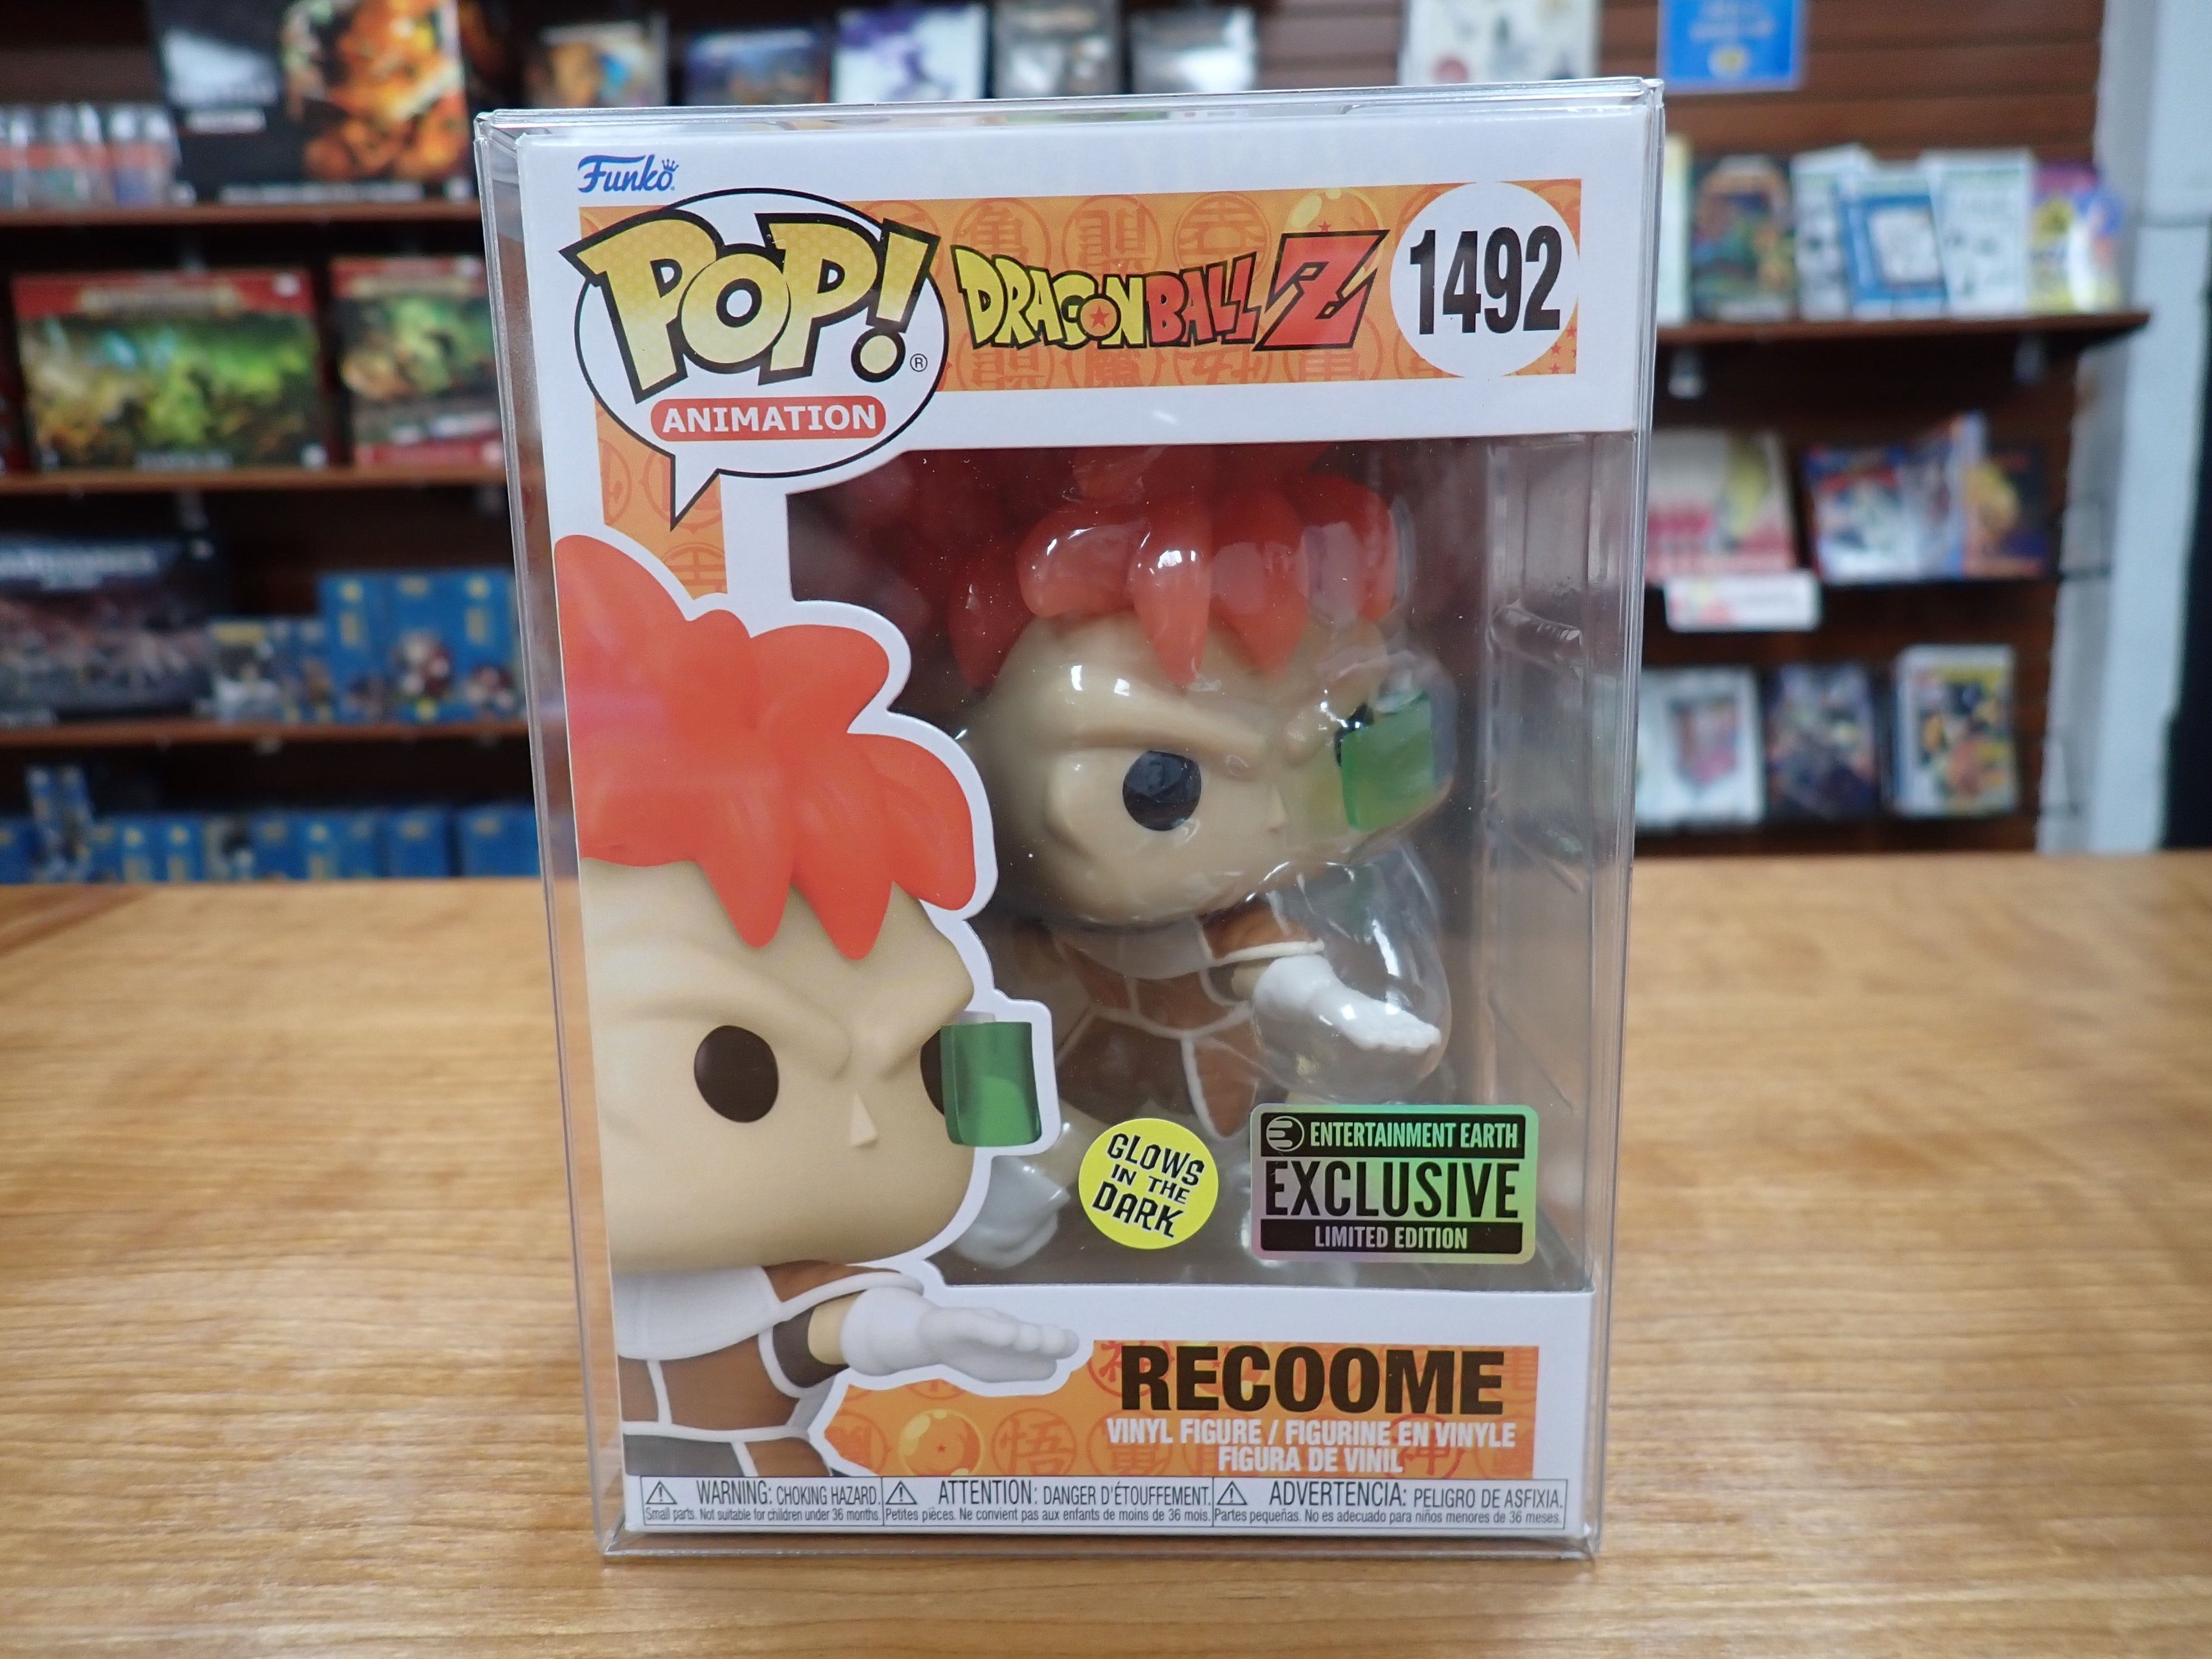 Funko
POP!®
ANIMATION
DRAGON BALL Z
1492
GLOWS
IN THE
DARK
ENTERTAINMENT EARTH
EXCLUSIVE
LIMITED EDITION
RECOOME
VINYL FIGURE / FIGURINE EN VINYLE
FIGURA DE VINIL
WARNING: CHOKING HAZARD.
Small parts. Not suitable for children under 36 months.
ATTENTION: DANGER D'ÉTOUFFEMENT.
Petites pièces. Ne convient pas aux enfants de moins de 36 mois.
ADVERTENCIA: PELIGRO DE ASFIXIA.
Partes pequeñas. No es adecuado para niños menores de 36 meses.